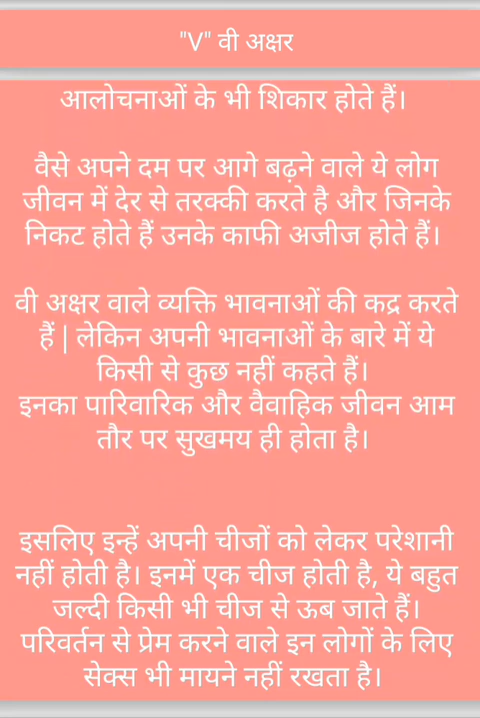 "V" वी अक्षर
आलोचनाओं के भी शिकार होते हैं।
वैसे अपने दम पर आगे बढ़ने वाले ये लोग
जीवन में देर से तरक्की करते है और जिनके
निकट होते हैं उनके काफी अजीज होते हैं।
वी अक्षर वाले व्यक्ति भावनाओं की कद्र करते
हैं | लेकिन अपनी भावनाओं के बारे में ये
किसी से कुछ नहीं कहते हैं।
इनका पारिवारिक और वैवाहिक जीवन आम
तौर पर सुखमय ही होता है।
इसलिए इन्हें अपनी चीजों को लेकर परेशानी
नहीं होती है। इनमें एक चीज होती है, ये बहुत
जल्दी किसी भी चीज से ऊब जाते हैं।
परिवर्तन से प्रेम करने वाले इन लोगों के लिए
सेक्स भी मायने नहीं रखता है।